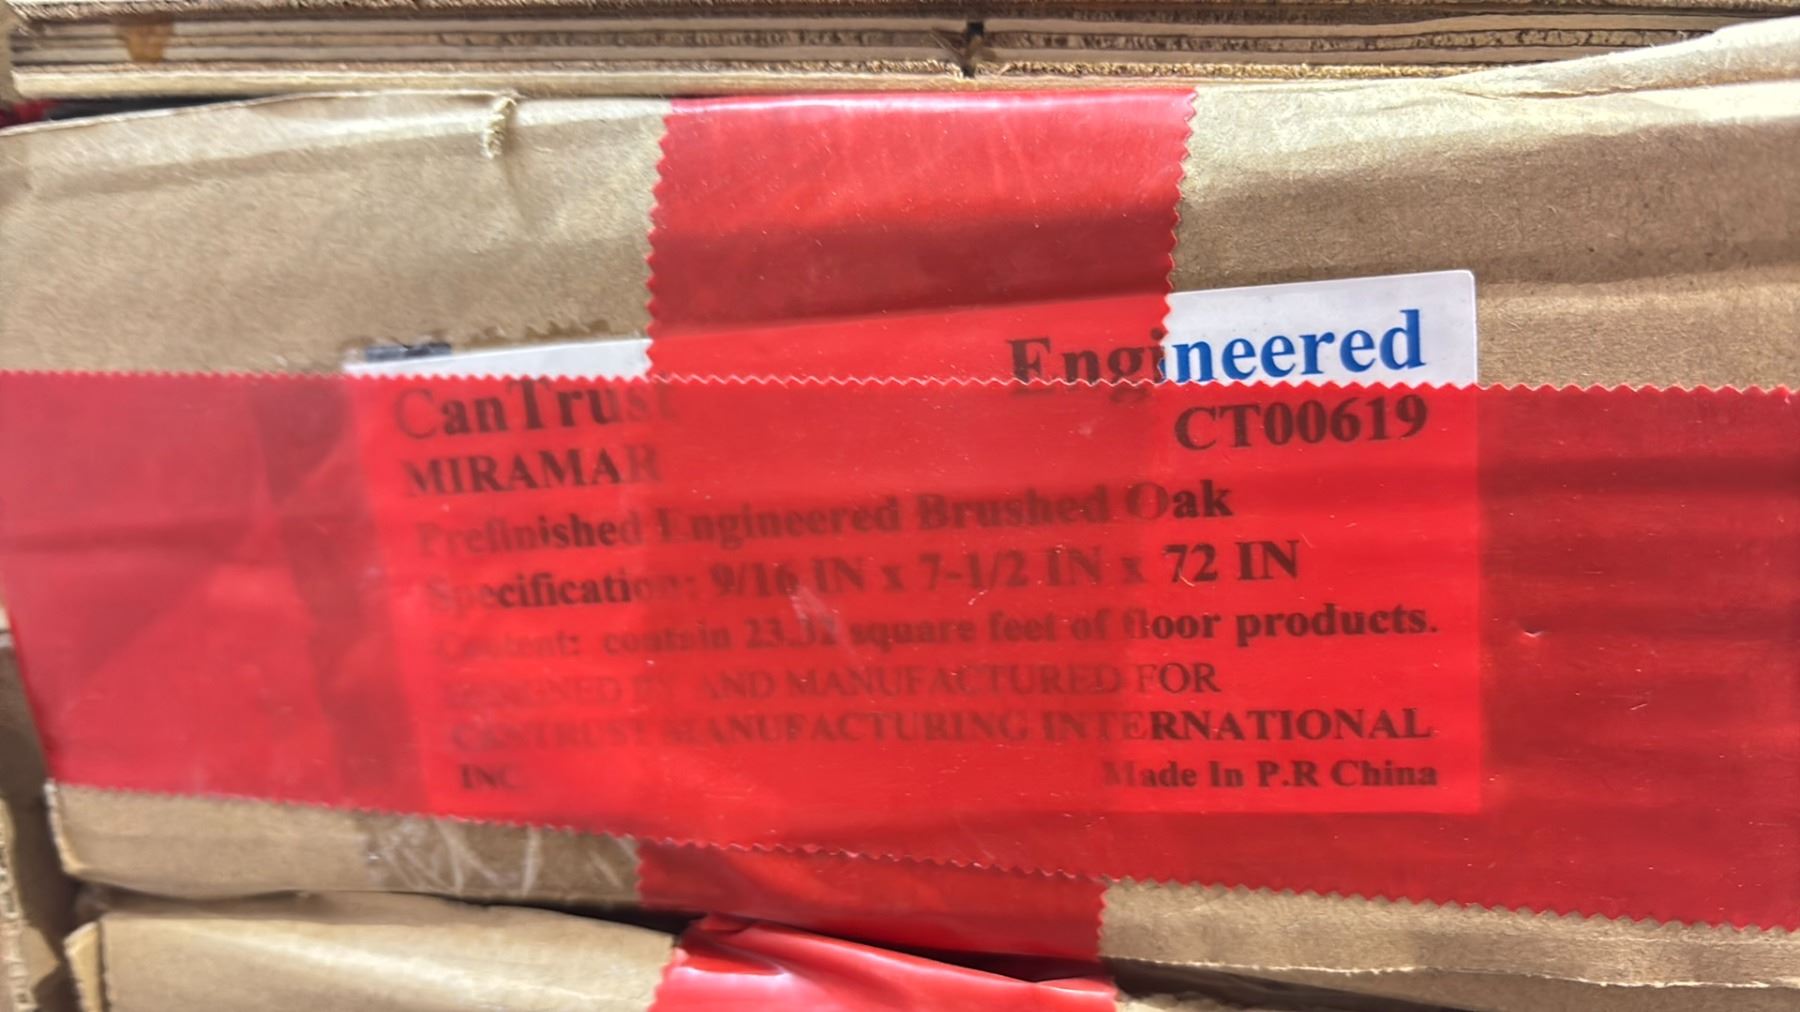 Engineered
CanTrust CT00619
MIRAMAR
Prefinished Engineered Brushed Oak
Specification: 9/16 IN x 7-1/2 IN x 72 IN
Content: contain 23.32 square feet of floor products.
DESINGNED BY AND MANUFACTURED FOR
CANTRUST MANUFACTURING INTERNATIONAL
INC Made In P.R China